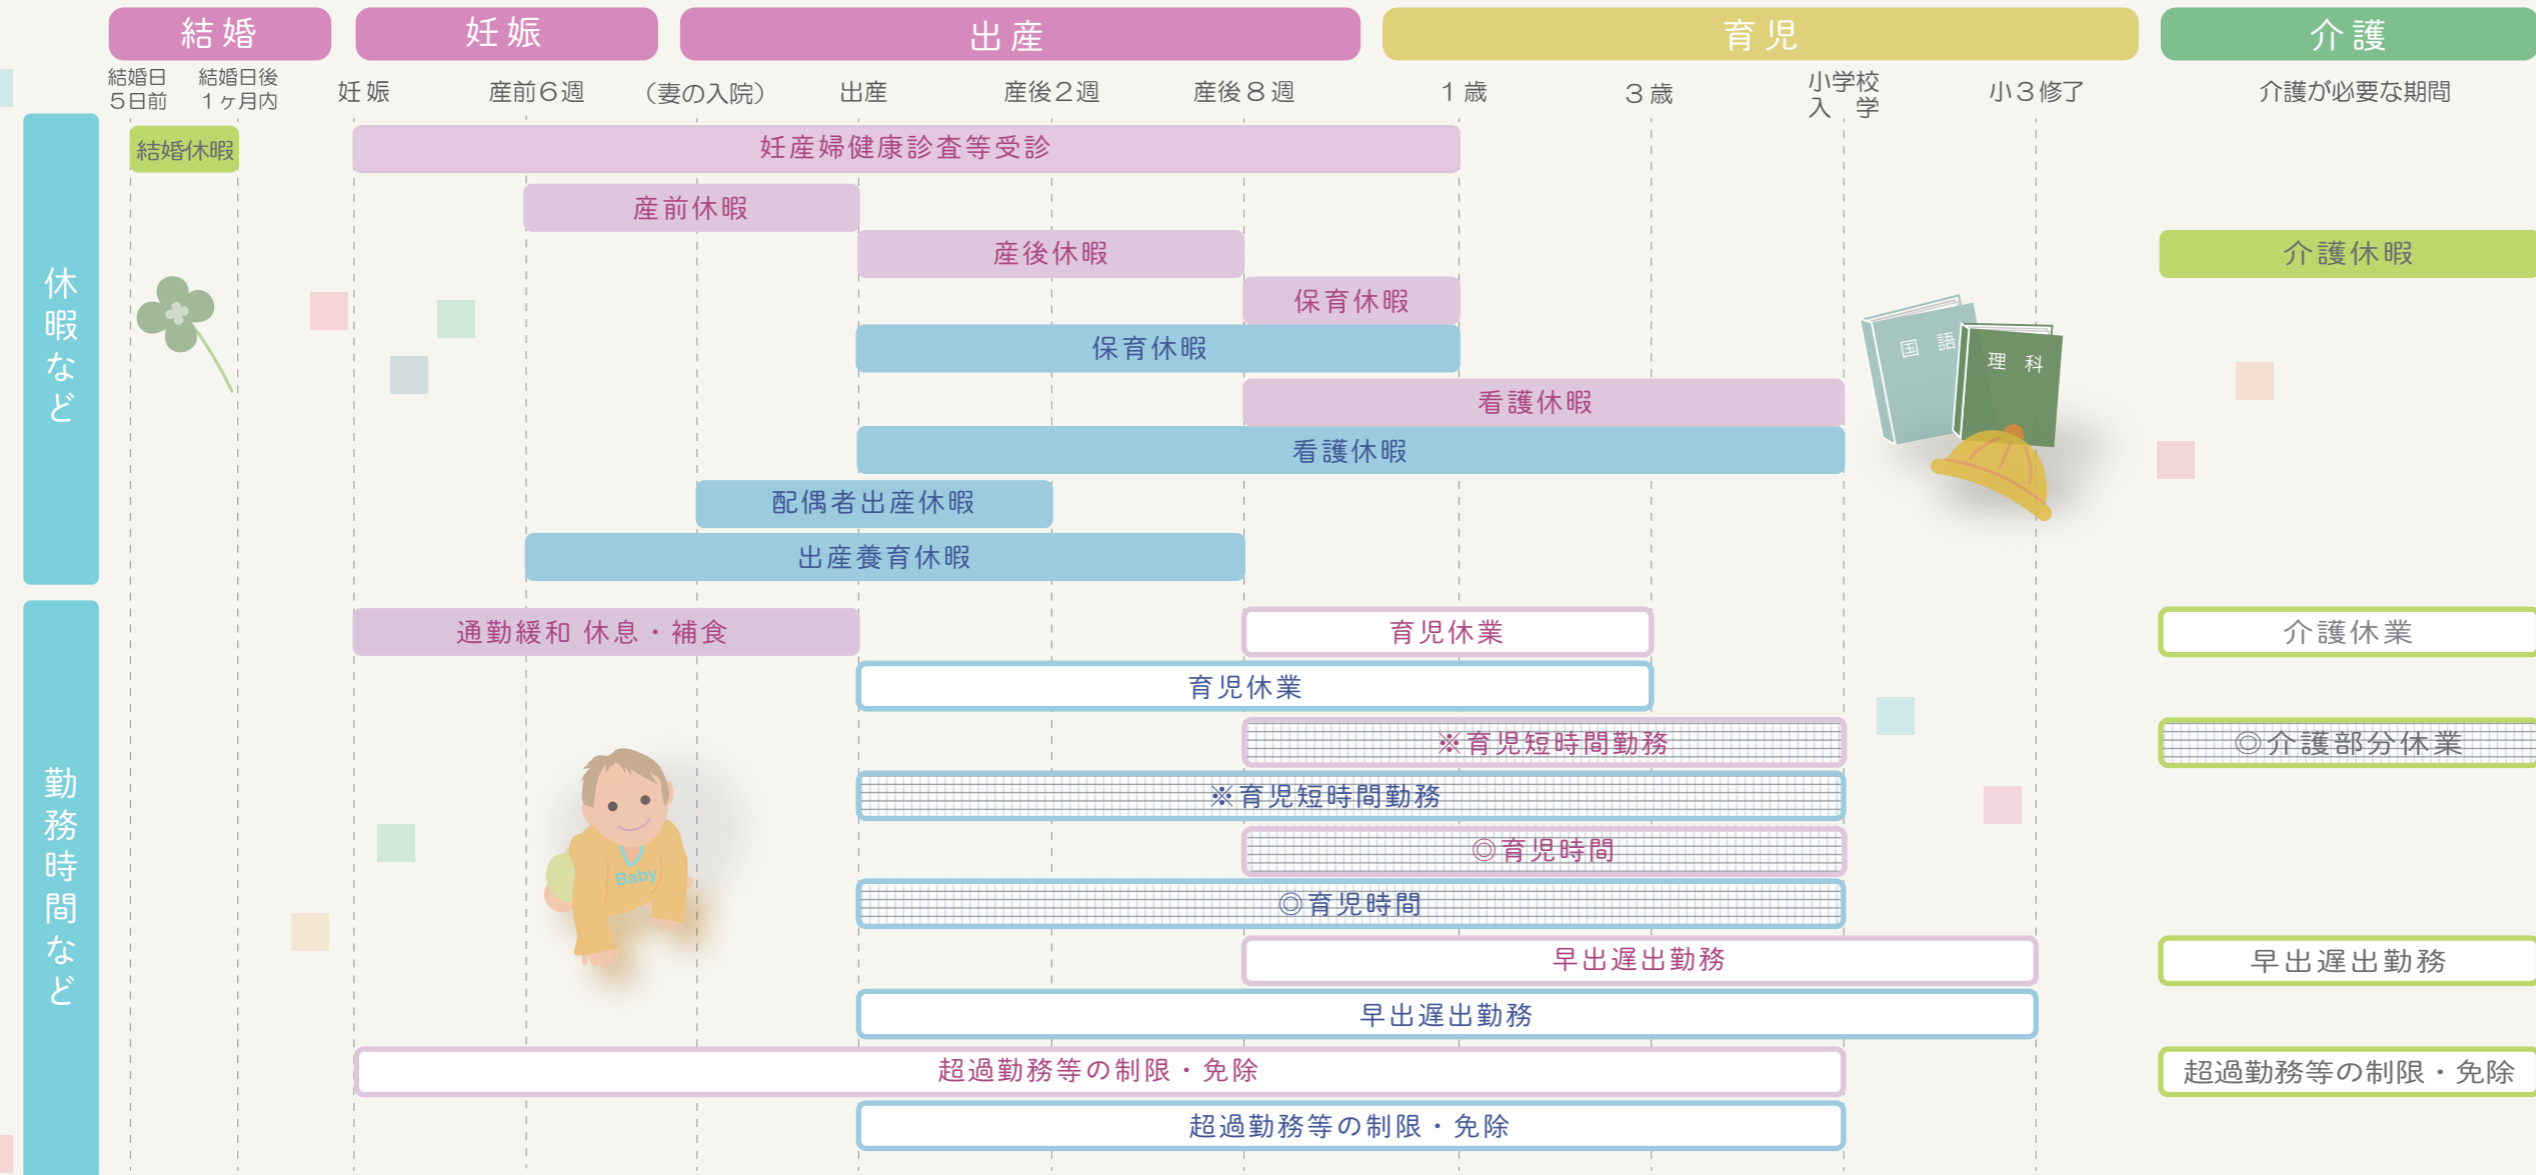 結婚
妊娠
出産
育児
介護
結婚日
５日前
結婚日後
１ヶ月内
妊娠
産前６週
（妻の入院）
出産
産後２週
産後８週
１歳
３歳
小学校
入　学
小３修了
介護が必要な期間
休暇など
結婚休暇
妊産婦健康診査等受診
産前休暇
産後休暇
介護休暇
保育休暇
保育休暇
国語
理科
看護休暇
看護休暇
配偶者出産休暇
出産養育休暇
勤務時間など
通勤緩和 休息・補食
育児休業
介護休業
育児休業
※育児短時間勤務
◎介護部分休業
※育児短時間勤務
◎育児時間
Baby
◎育児時間
早出遅出勤務
早出遅出勤務
早出遅出勤務
超過勤務等の制限・免除
超過勤務等の制限・免除
超過勤務等の制限・免除